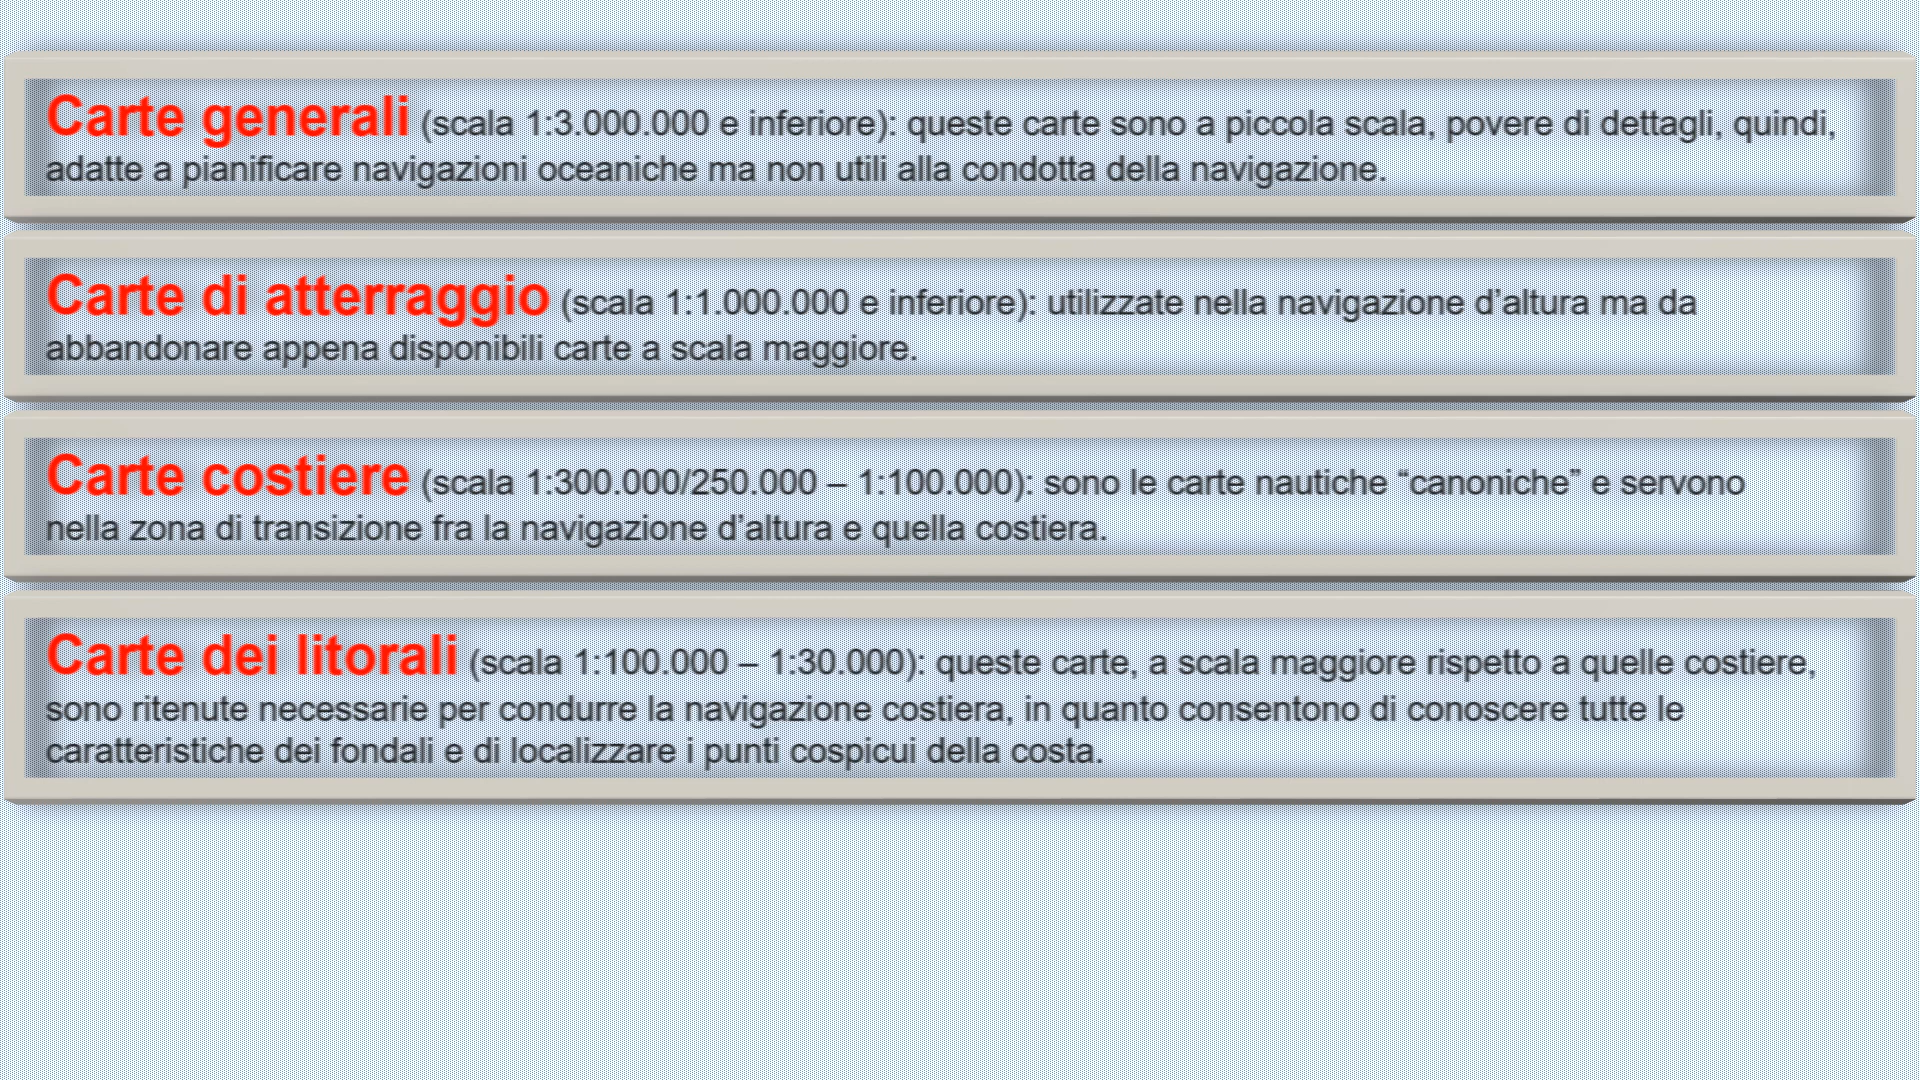 Carte generali (scala 1:3.000.000 e inferiore): queste carte sono a piccola scala, povere di dettagli, quindi,
adatte a pianificare navigazioni oceaniche ma non utili alla condotta della navigazione.
Carte di atterraggio (scala 1:1.000.000 e inferiore): utilizzate nella navigazione d’altura ma da
abbandonare appena disponibili carte a scala maggiore.
Carte costiere (scala 1:300.000/250.000 – 1:100.000): sono le carte nautiche “canoniche” e servono
nella zona di transizione fra la navigazione d’altura e quella costiera.
Carte dei litorali (scala 1:100.000 – 1:30.000): queste carte, a scala maggiore rispetto a quelle costiere,
sono ritenute necessarie per condurre la navigazione costiera, in quanto consentono di conoscere tutte le
caratteristiche dei fondali e di localizzare i punti cospicui della costa.